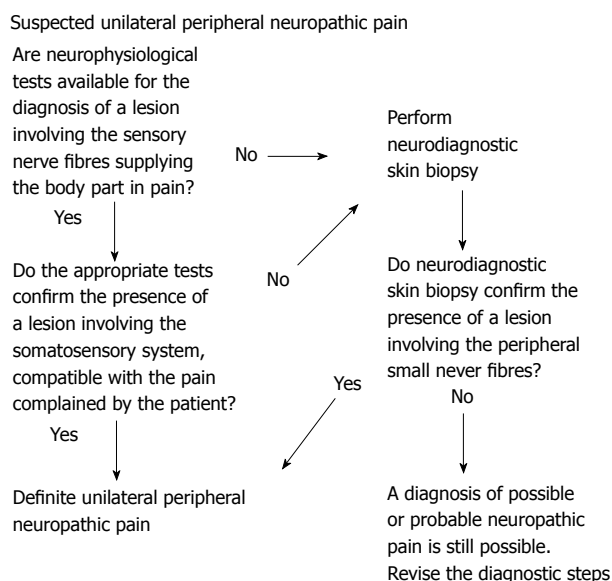 Suspected unilateral peripheral neuropathic pain
Are neurophysiological
tests available for the
diagnosis of a lesion
involving the sensory
nerve fibres supplying
the body part in pain?
No
Perform
neurodiagnostic
skin biopsy
Yes
Do the appropriate tests
confirm the presence of
a lesion involving the
somatosensory system,
compatible with the pain
complained by the patient?
No
Do neurodiagnostic
skin biopsy confirm the
presence of a lesion
involving the peripheral
small never fibres?
Yes
Yes
No
Definite unilateral peripheral
neuropathic pain
A diagnosis of possible
or probable neuropathic
pain is still possible.
Revise the diagnostic steps